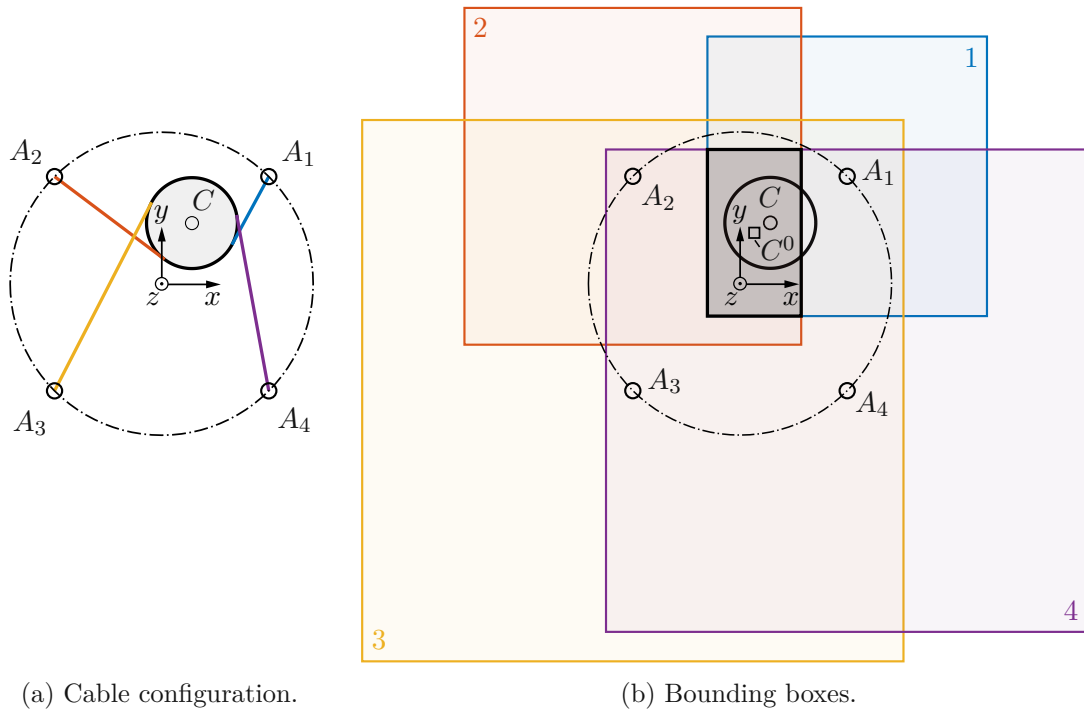 2
1
A₂
A₁
C
y
z
x
A₃
A₄
A₁
A₂
C
y
C⁰
z
x
A₃
A₄
3
4
(a) Cable configuration.
(b) Bounding boxes.